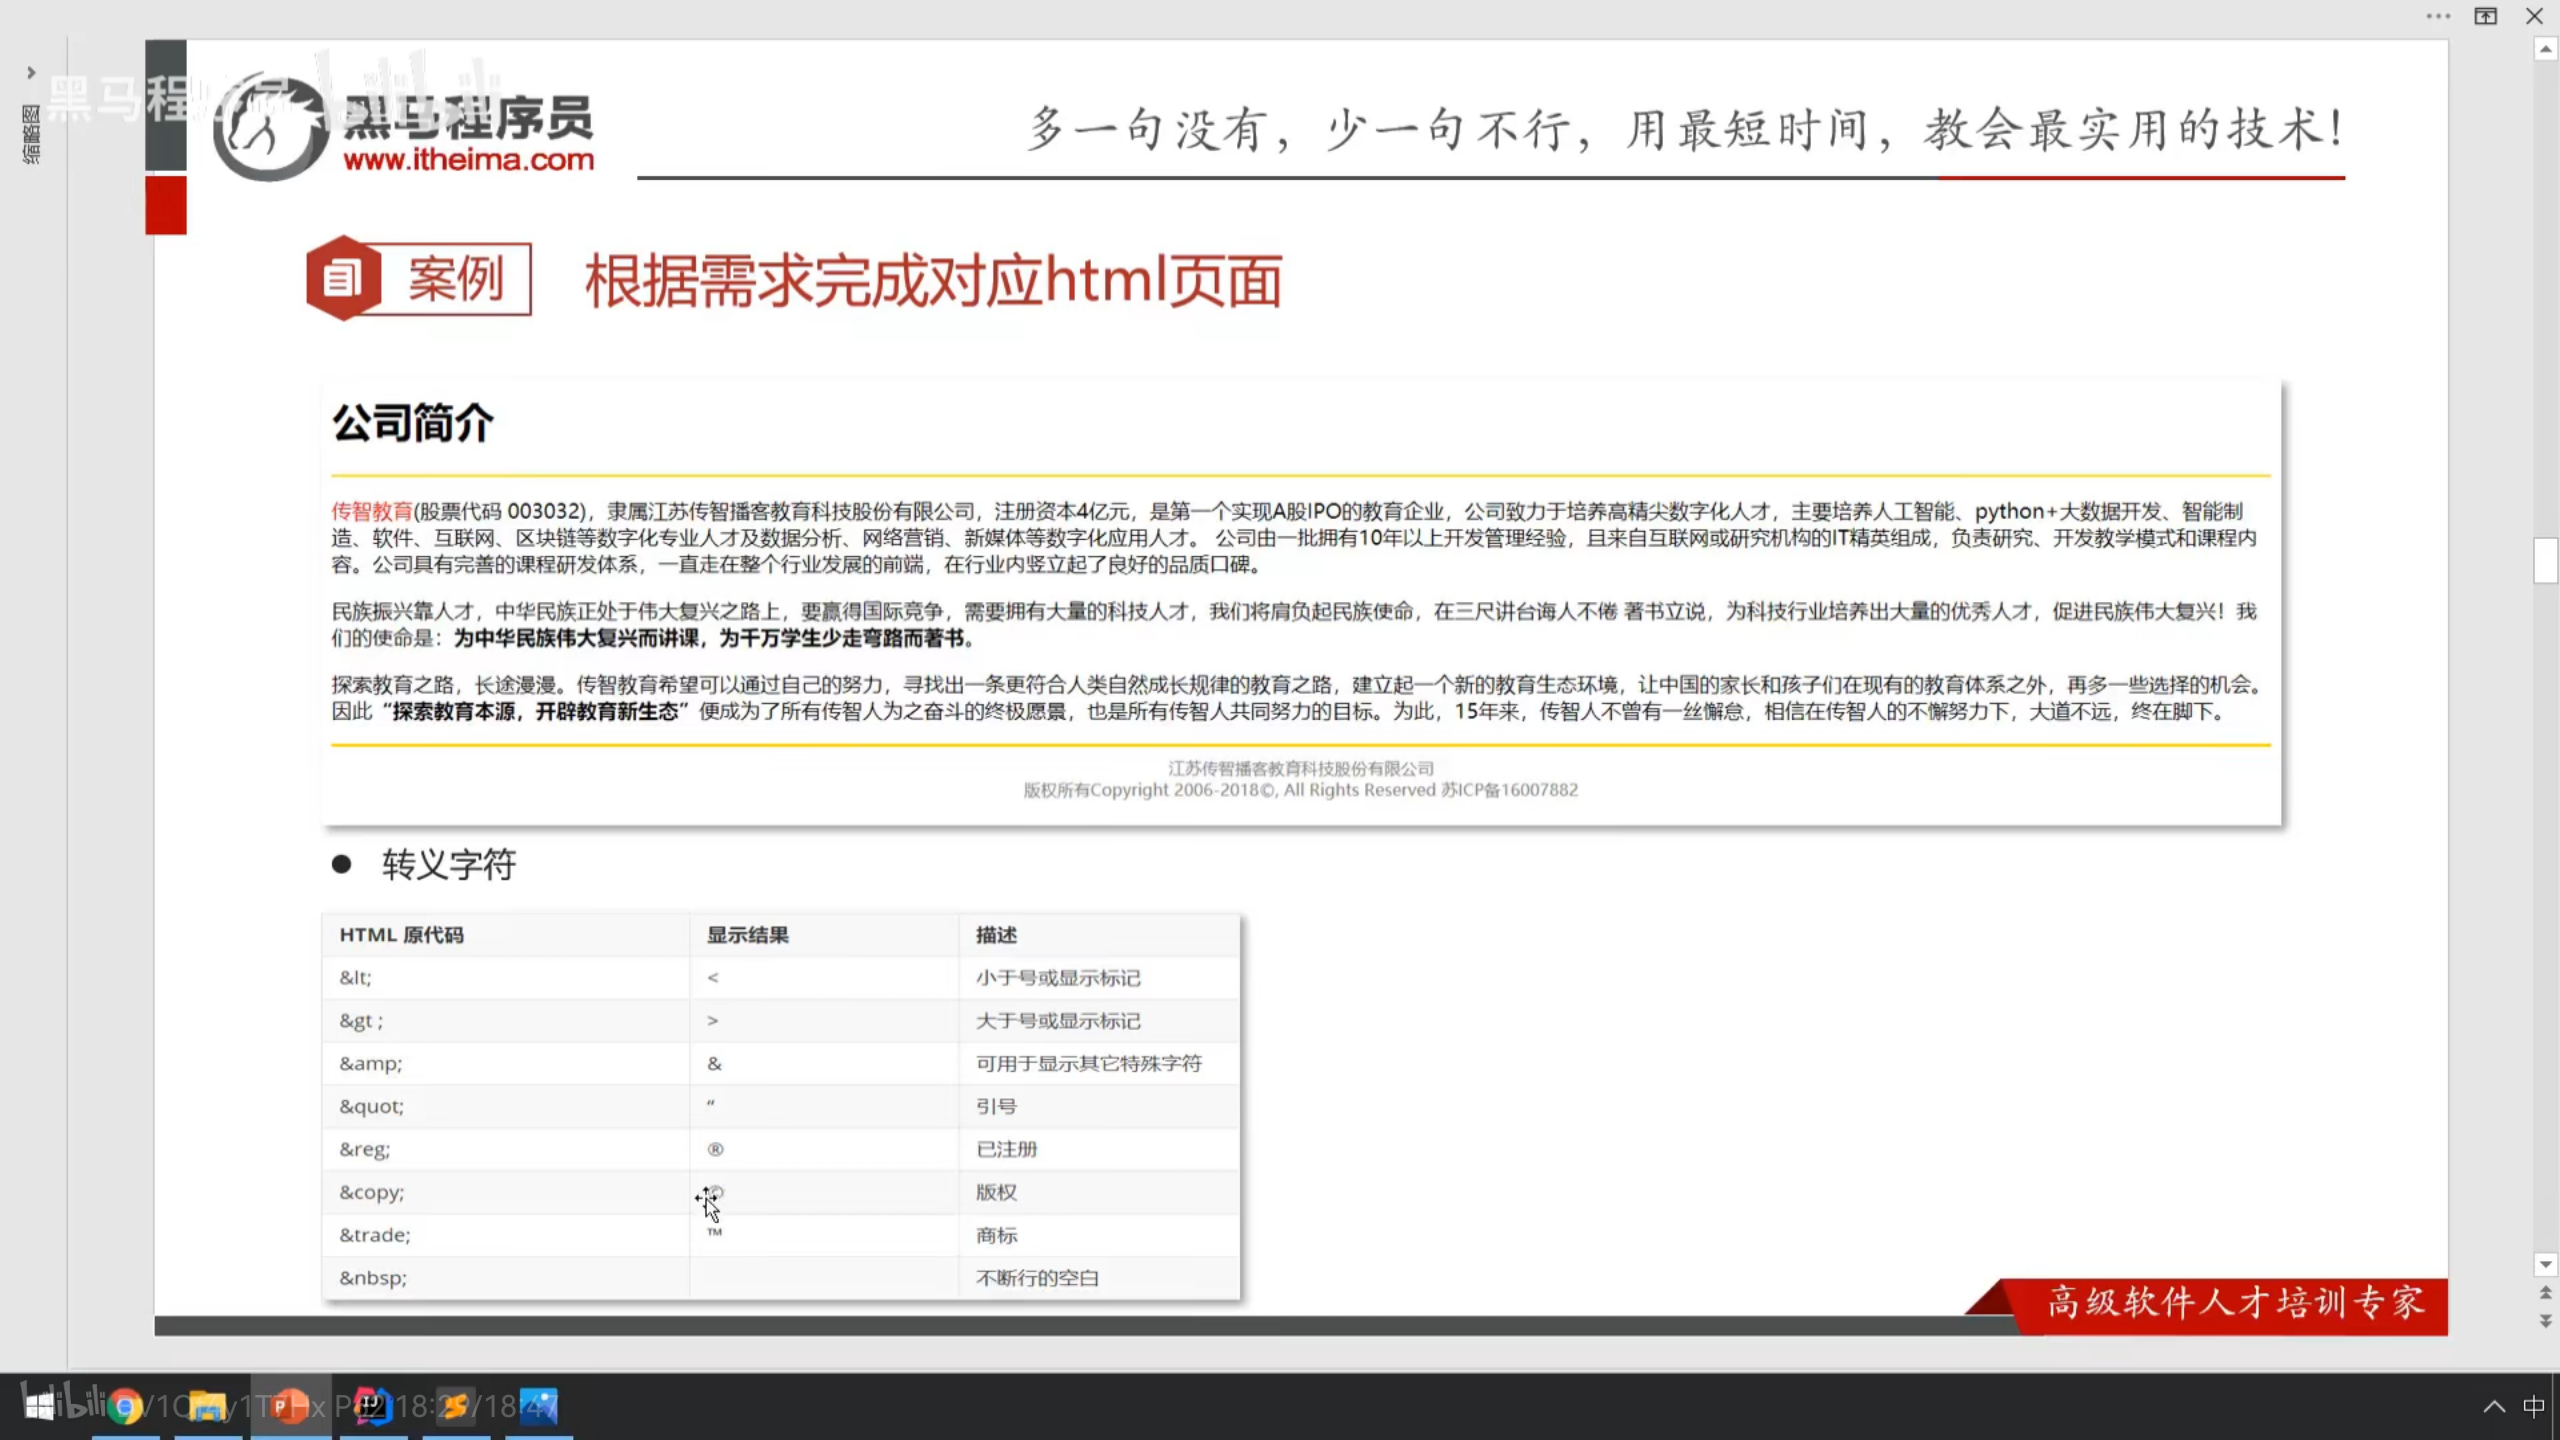 缩略图
黑马程序员
www.itheima.com
多一句没有，少一句不行，用最短时间，教会最实用的技术！
案例
根据需求完成对应html页面
公司简介
传智教育(股票代码 003032)，隶属江苏传智播客教育科技股份有限公司，注册资本4亿元，是第一个实现A股IPO的教育企业，公司致力于培养高精尖数字化人才，主要培养人工智能、python+大数据开发、智能制
造、软件、互联网、区块链等数字化专业人才及数据分析、网络营销、新媒体等数字化应用人才。 公司由一批拥有10年以上开发管理经验，且来自互联网或研究机构的IT精英组成，负责研究、开发教学模式和课程内
容。公司具有完善的课程研发体系，一直走在整个行业发展的前端，在行业内竖立起了良好的品质口碑。
民族振兴靠人才，中华民族正处于伟大复兴之路上，要赢得国际竞争，需要拥有大量的科技人才，我们将肩负起民族使命，在三尺讲台诲人不倦 著书立说，为科技行业培养出大量的优秀人才，促进民族伟大复兴！我
们的使命是：为中华民族伟大复兴而讲课，为千万学生少走弯路而著书。
探索教育之路，长途漫漫。传智教育希望可以通过自己的努力，寻找出一条更符合人类自然成长规律的教育之路，建立起一个新的教育生态环境，让中国的家长和孩子们在现有的教育体系之外，再多一些选择的机会。
因此“探索教育本源，开辟教育新生态”便成为了所有传智人为之奋斗的终极愿景，也是所有传智人共同努力的目标。为此，15年来，传智人不曾有一丝懈怠，相信在传智人的不懈努力下，大道不远，终在脚下。
江苏传智播客教育科技股份有限公司
版权所有Copyright 2006-2018©, All Rights Reserved 苏ICP备16007882
● 转义字符
HTML 原代码 显示结果 描述
&lt; < 小于号或显示标记
&gt ; > 大于号或显示标记
&amp; & 可用于显示其它特殊字符
&quot; “ 引号
&reg; ® 已注册
&copy; © 版权
&trade; ™ 商标
&nbsp; 不断行的空白
高级软件人才培训专家
中